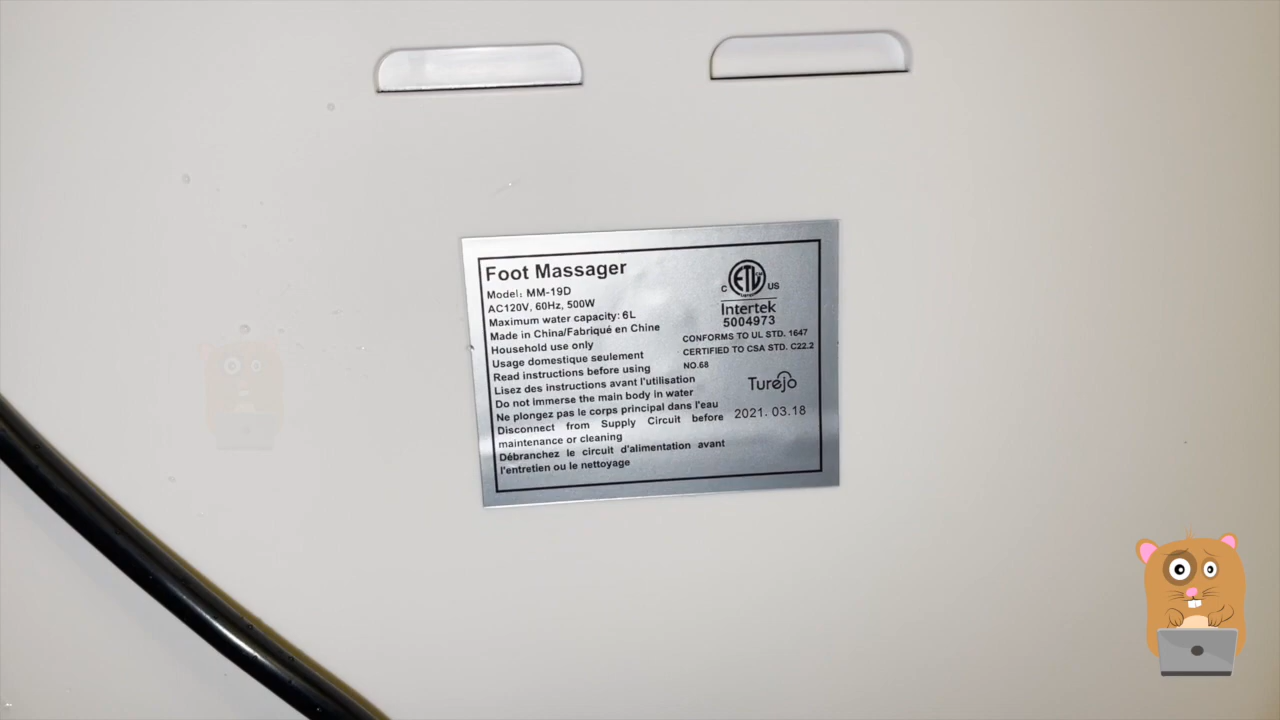 Foot Massager
Model: MM-19D
AC120V, 60Hz, 500W
Maximum water capacity: 6L
Made in China/Fabriqué en Chine
Household use only
Usage domestique seulement
Read instructions before using
Lisez des instructions avant l'utilisation
Do not immerse the main body in water
Ne plongez pas le corps principal dans l'eau
Disconnect from Supply Circuit before
maintenance or cleaning
Débranchez le circuit d'alimentation avant
l'entretien ou le nettoyage
ETL
C US
Intertek
5004973
CONFORMS TO UL STD. 1647
CERTIFIED TO CSA STD. C22.2
NO.68
Turejo
2021. 03.18